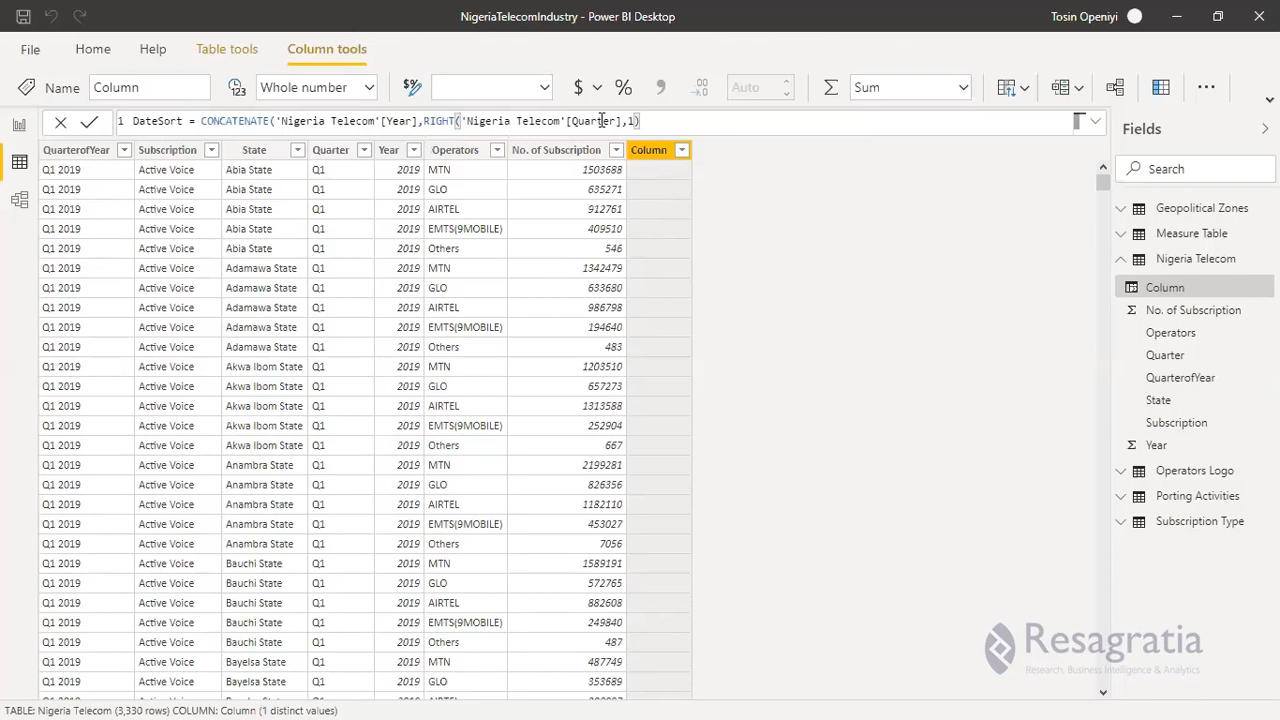 NigeriaTelecomIndustry - Power BI Desktop
Tosin Openiyi
File Home Help Table tools Column tools
Name Column Whole number $ % Auto Σ Sum
1 DateSort = CONCATENATE('Nigeria Telecom'[Year],RIGHT('Nigeria Telecom'[Quarter],1)
QuarterofYear Subscription State Quarter Year Operators No. of Subscription Column
Q1 2019 Active Voice Abia State Q1 2019 MTN 1503688
Q1 2019 Active Voice Abia State Q1 2019 GLO 635271
Q1 2019 Active Voice Abia State Q1 2019 AIRTEL 912761
Q1 2019 Active Voice Abia State Q1 2019 EMTS(9MOBILE) 409510
Q1 2019 Active Voice Abia State Q1 2019 Others 546
Q1 2019 Active Voice Adamawa State Q1 2019 MTN 1342479
Q1 2019 Active Voice Adamawa State Q1 2019 GLO 633680
Q1 2019 Active Voice Adamawa State Q1 2019 AIRTEL 986798
Q1 2019 Active Voice Adamawa State Q1 2019 EMTS(9MOBILE) 194640
Q1 2019 Active Voice Adamawa State Q1 2019 Others 483
Q1 2019 Active Voice Akwa Ibom State Q1 2019 MTN 1203510
Q1 2019 Active Voice Akwa Ibom State Q1 2019 GLO 657273
Q1 2019 Active Voice Akwa Ibom State Q1 2019 AIRTEL 1313588
Q1 2019 Active Voice Akwa Ibom State Q1 2019 EMTS(9MOBILE) 252904
Q1 2019 Active Voice Akwa Ibom State Q1 2019 Others 667
Q1 2019 Active Voice Anambra State Q1 2019 MTN 2199281
Q1 2019 Active Voice Anambra State Q1 2019 GLO 826356
Q1 2019 Active Voice Anambra State Q1 2019 AIRTEL 1182110
Q1 2019 Active Voice Anambra State Q1 2019 EMTS(9MOBILE) 453027
Q1 2019 Active Voice Anambra State Q1 2019 Others 7056
Q1 2019 Active Voice Bauchi State Q1 2019 MTN 1589191
Q1 2019 Active Voice Bauchi State Q1 2019 GLO 572765
Q1 2019 Active Voice Bauchi State Q1 2019 AIRTEL 882608
Q1 2019 Active Voice Bauchi State Q1 2019 EMTS(9MOBILE) 249840
Q1 2019 Active Voice Bauchi State Q1 2019 Others 487
Q1 2019 Active Voice Bayelsa State Q1 2019 MTN 487749
Q1 2019 Active Voice Bayelsa State Q1 2019 GLO 353689
Fields
Search
Geopolitical Zones
Measure Table
Nigeria Telecom
Column
Σ No. of Subscription
Operators
Quarter
QuarterofYear
State
Subscription
Σ Year
Operators Logo
Porting Activities
Subscription Type
Resagratia
Research, Business Intelligence & Analytics
TABLE: Nigeria Telecom (3,330 rows) COLUMN: Column (1 distinct values)